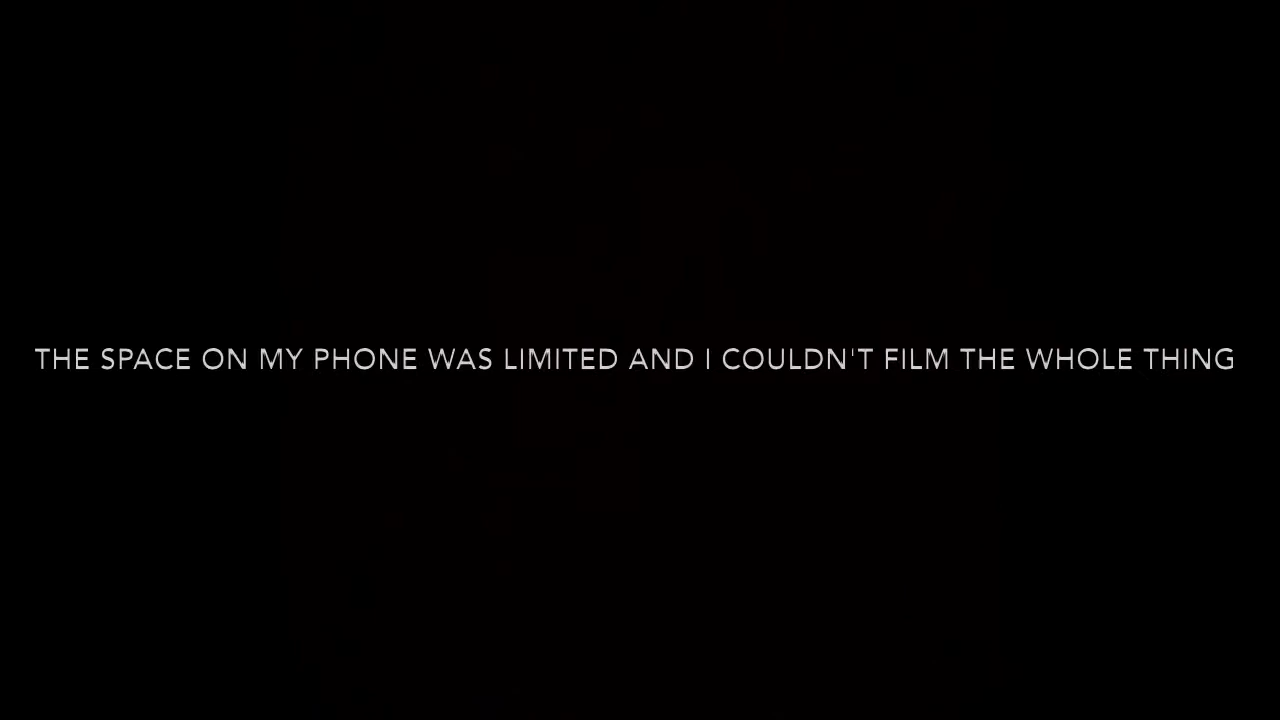 THE SPACE ON MY PHONE WAS LIMITED AND I COULDN'T FILM THE WHOLE THING